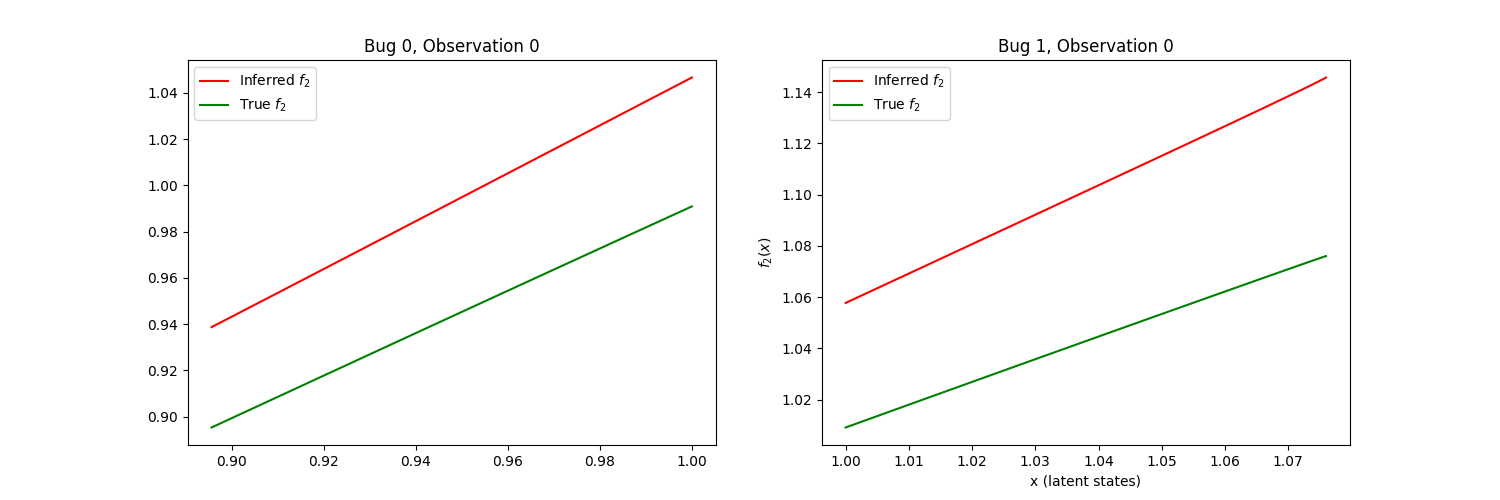 Bug 0, Observation 0
Inferred f₂
True f₂
1.04
1.02
1.00
0.98
0.96
0.94
0.92
0.90
0.90 0.92 0.94 0.96 0.98 1.00
Bug 1, Observation 0
Inferred f₂
True f₂
f₂(x)
1.14
1.12
1.10
1.08
1.06
1.04
1.02
1.00 1.01 1.02 1.03 1.04 1.05 1.06 1.07
x (latent states)